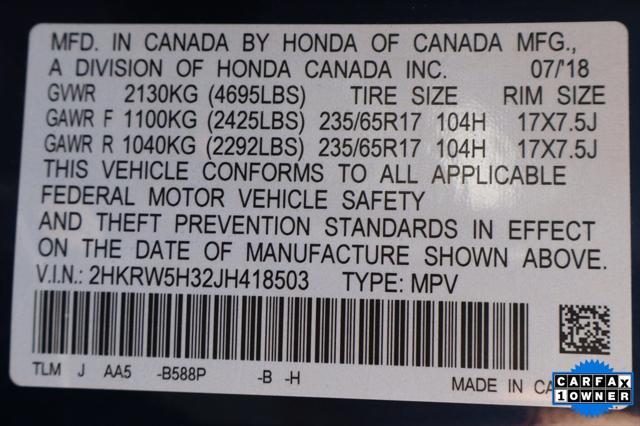 MFD. IN CANADA BY HONDA OF CANADA MFG.,
A DIVISION OF HONDA CANADA INC. 07/'18
GVWR 2130KG (4695LBS) TIRE SIZE RIM SIZE
GAWR F 1100KG (2425LBS) 235/65R17 104H 17X7.5J
GAWR R 1040KG (2292LBS) 235/65R17 104H 17X7.5J
THIS VEHICLE CONFORMS TO ALL APPLICABLE
FEDERAL MOTOR VEHICLE SAFETY
AND THEFT PREVENTION STANDARDS IN EFFECT
ON THE DATE OF MANUFACTURE SHOWN ABOVE.
V.I.N.: 2HKRW5H32JH418503 TYPE: MPV
TLM J AA5 -B588P -B -H
MADE IN CA
CARFAX
1 OWNER